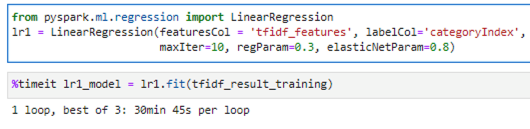 from pyspark.ml.regression import LinearRegression
lr1 = LinearRegression(featuresCol = 'tfidf_features', labelCol='categoryIndex',
maxIter=10, regParam=0.3, elasticNetParam=0.8)
%timeit lr1_model = lr1.fit(tfidf_result_training)
1 loop, best of 3: 30min 45s per loop